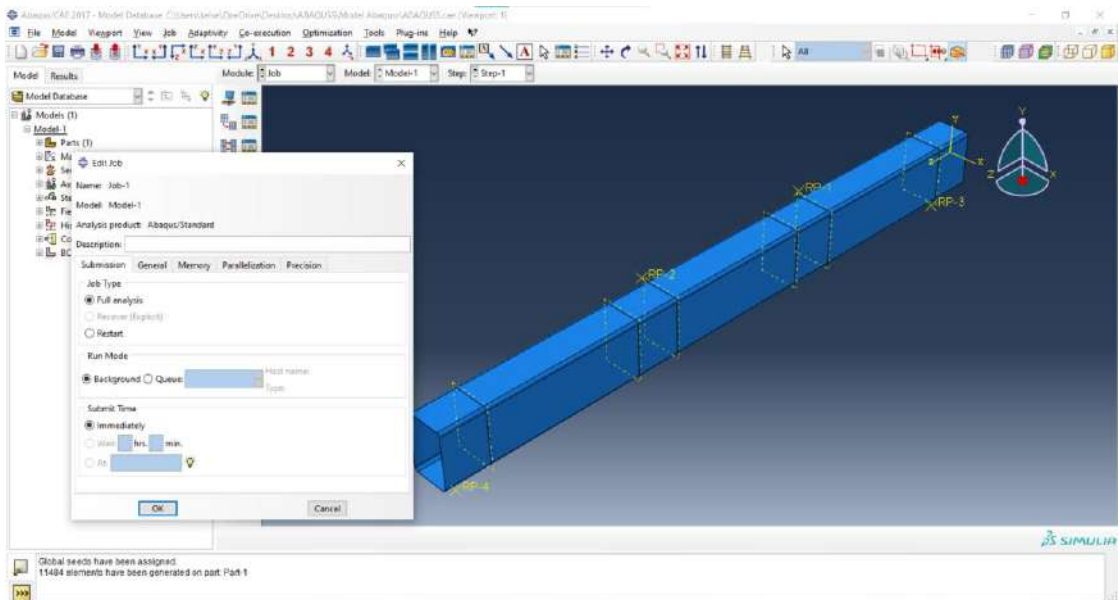 Abaqus/CAE 2017 - Model Database:
File Model Viewport View Job Adaptivity Co-execution Optimization Tools Plug-ins Help
1 2 3 4
All
Model Results
Module: Job Model: Model-1 Step: Step-1
Model Database
Models (1)
Model-1
Parts (1)
Edit Job
Name: Job-1
Model: Model-1
Analysis product: Abaqus/Standard
Description:
Submission General Memory Parallelization Precision
Job Type
Full analysis
Recover (Explicit)
Restart
Run Mode
Background Queue:
Host name:
Type:
Submit Time
Immediately
Wait: hrs. min.
At:
OK Cancel
RP-1
RP-2
RP-3
RP-4
Y
X
Z
Y
X
Z
SIMULIA
Global seeds have been assigned.
11484 elements have been generated on part: Part-1
>>>